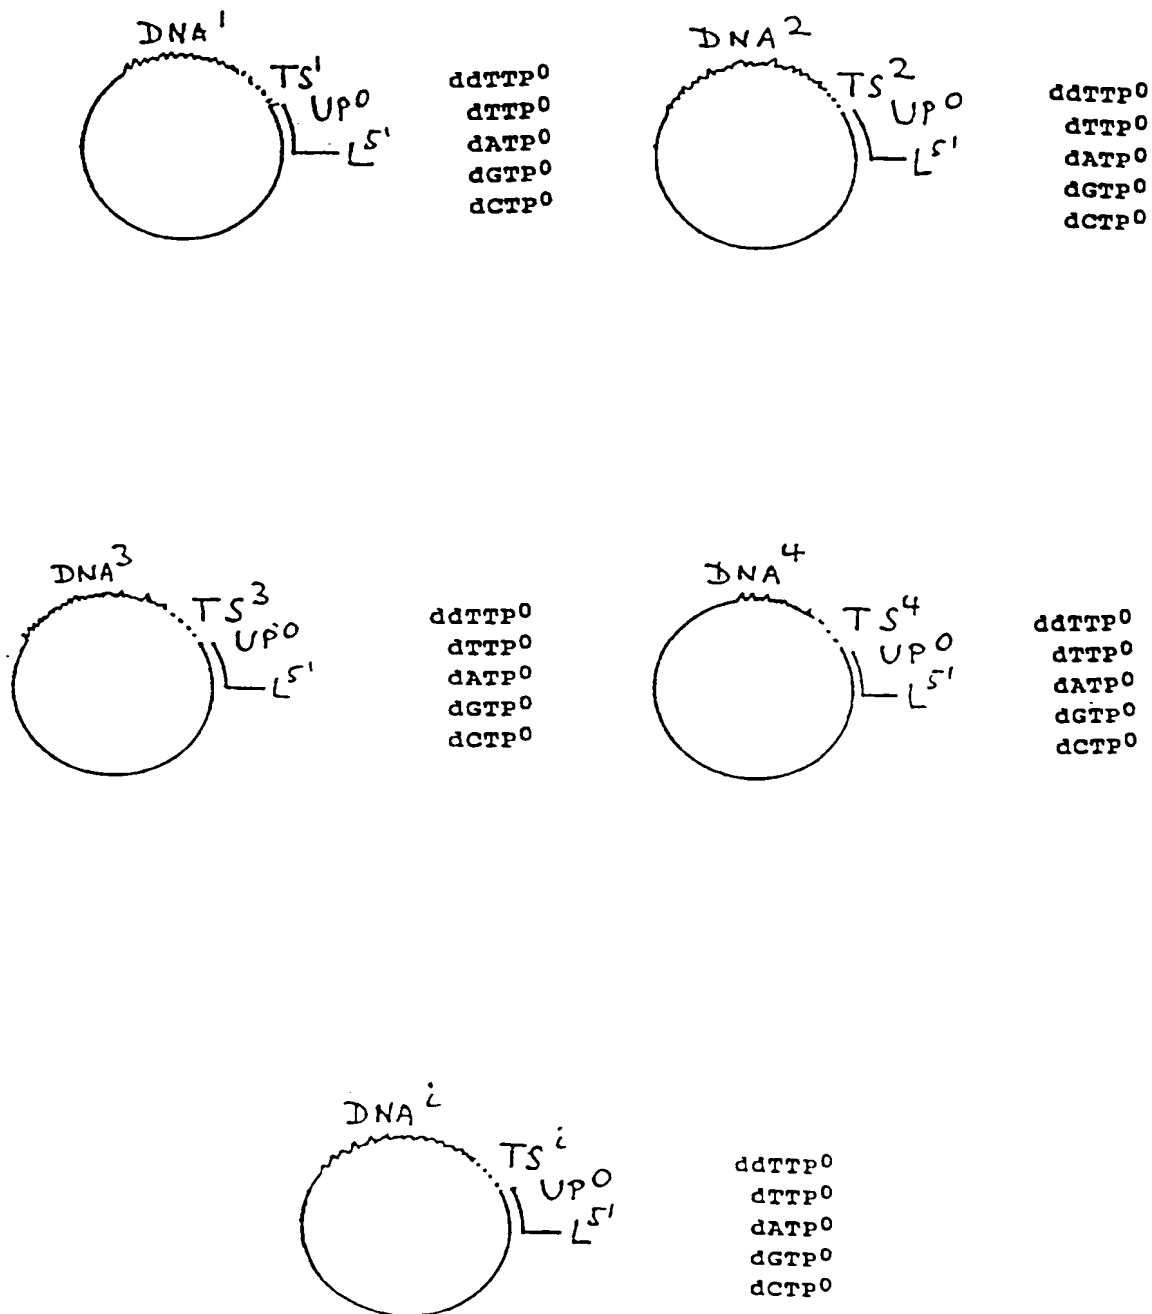 DNA¹
TS¹
UP⁰
L⁵'
ddTTP⁰
dTTP⁰
dATP⁰
dGTP⁰
dCTP⁰
DNA²
TS²
UP⁰
L⁵'
ddTTP⁰
dTTP⁰
dATP⁰
dGTP⁰
dCTP⁰
DNA³
TS³
UP⁰
L⁵'
ddTTP⁰
dTTP⁰
dATP⁰
dGTP⁰
dCTP⁰
DNA⁴
TS⁴
UP⁰
L⁵'
ddTTP⁰
dTTP⁰
dATP⁰
dGTP⁰
dCTP⁰
DNAⁱ
TSⁱ
UP⁰
L⁵'
ddTTP⁰
dTTP⁰
dATP⁰
dGTP⁰
dCTP⁰